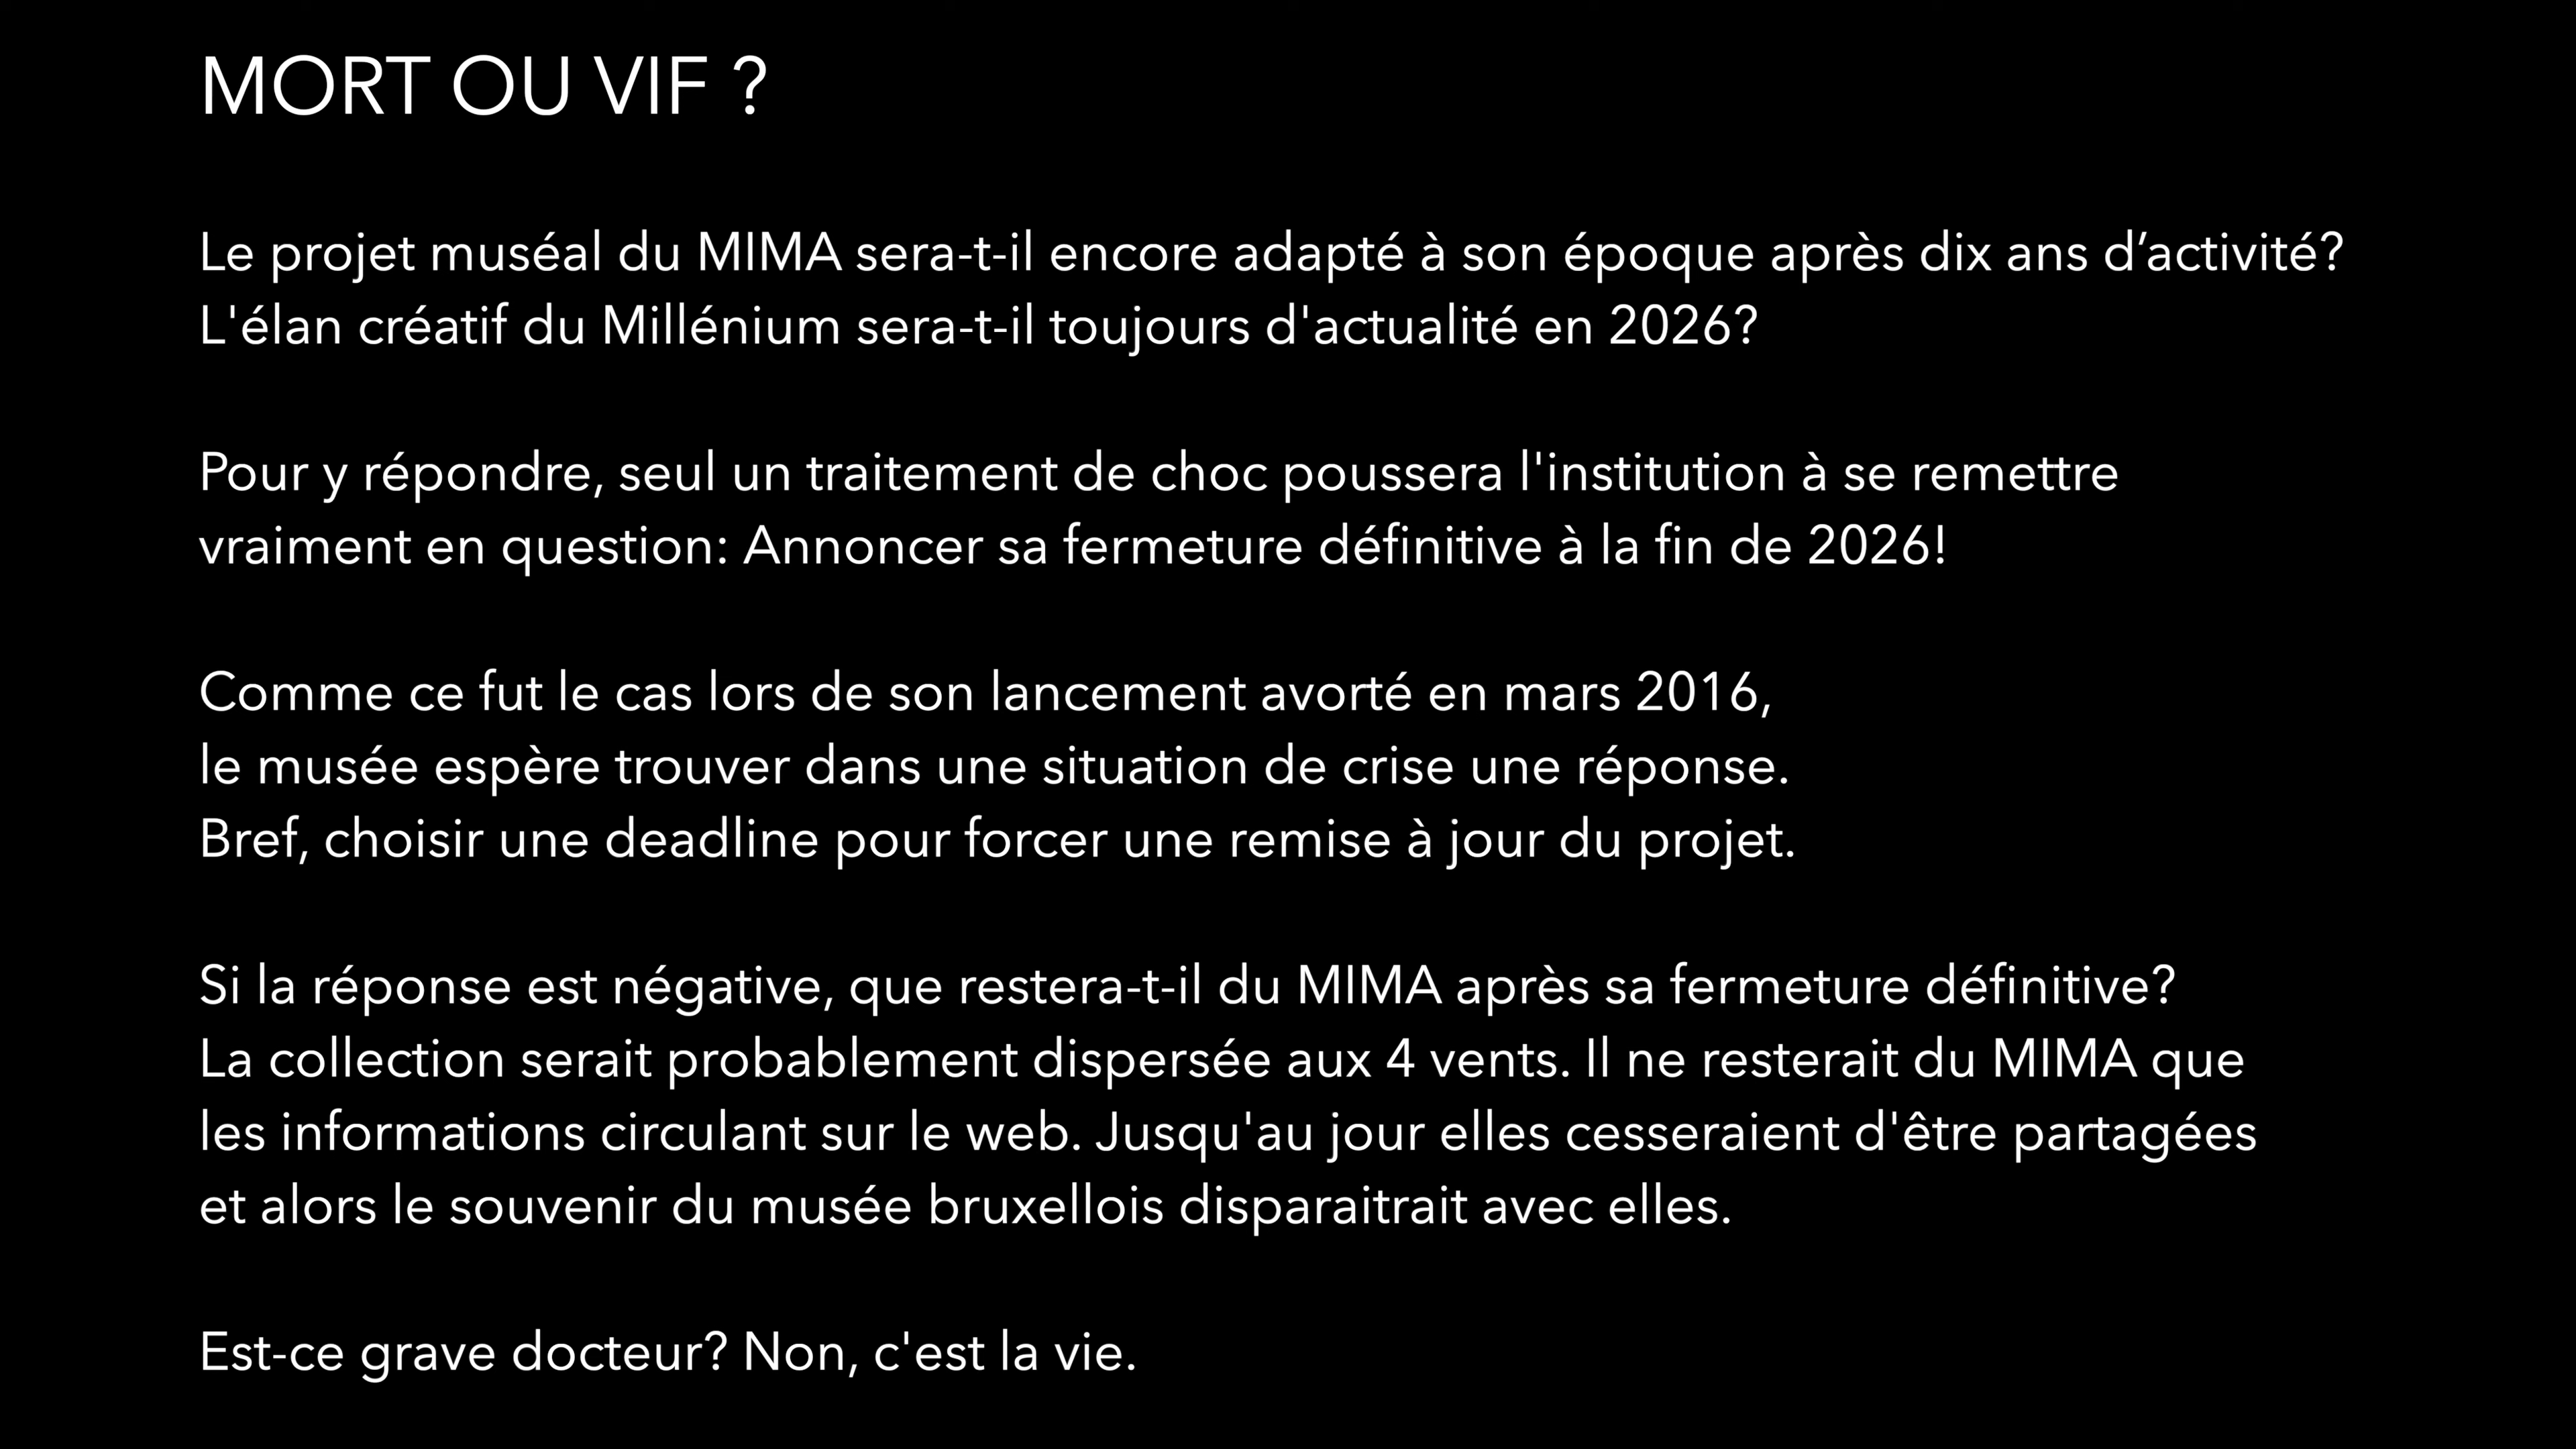 MORT OU VIF ?
Le projet muséal du MIMA sera-t-il encore adapté à son époque après dix ans d’activité?
L'élan créatif du Millénium sera-t-il toujours d'actualité en 2026?
Pour y répondre, seul un traitement de choc poussera l'institution à se remettre
vraiment en question: Annoncer sa fermeture définitive à la fin de 2026!
Comme ce fut le cas lors de son lancement avorté en mars 2016,
le musée espère trouver dans une situation de crise une réponse.
Bref, choisir une deadline pour forcer une remise à jour du projet.
Si la réponse est négative, que restera-t-il du MIMA après sa fermeture définitive?
La collection serait probablement dispersée aux 4 vents. Il ne resterait du MIMA que
les informations circulant sur le web. Jusqu'au jour elles cesseraient d'être partagées
et alors le souvenir du musée bruxellois disparaitrait avec elles.
Est-ce grave docteur? Non, c'est la vie.